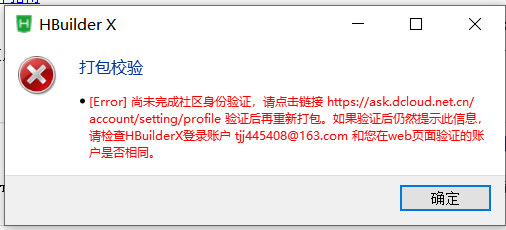 HBuilder X
打包校验
[Error] 尚未完成社区身份验证，请点击链接 https://ask.dcloud.net.cn/
account/setting/profile 验证后再重新打包。如果验证后仍然提示此信息，
请检查HBuilderX登录账户 tjj445408@163.com 和您在web页面验证的账
户是否相同。
确定